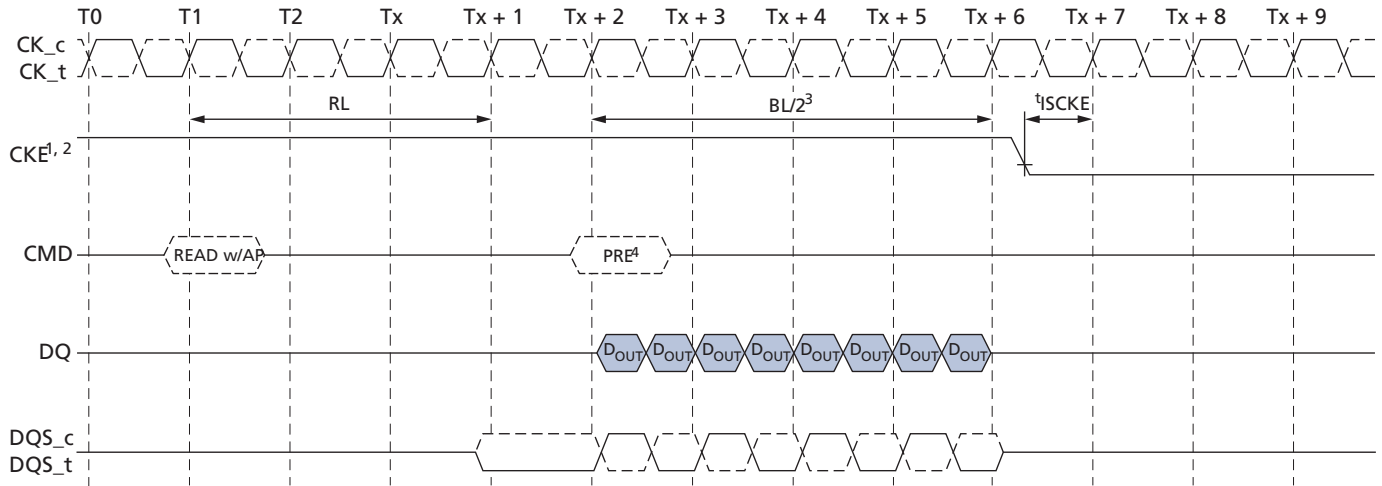 T0 T1 T2 Tx Tx + 1 Tx + 2 Tx + 3 Tx + 4 Tx + 5 Tx + 6 Tx + 7 Tx + 8 Tx + 9
CK_c
CK_t
RL BL/2³ ᵗISCKE
CKE¹, ²
CMD READ w/AP PRE⁴
DQ DOUT DOUT DOUT DOUT DOUT DOUT DOUT DOUT
DQS_c
DQS_t